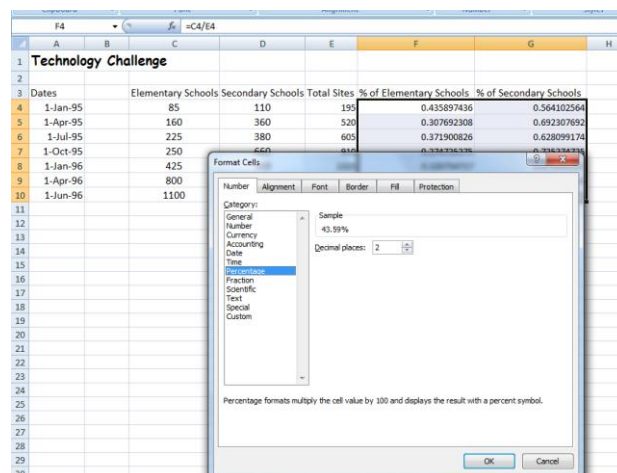 F4 fx =C4/E4
A B C D E F G H
1 Technology Challenge
2
3 Dates Elementary Schools Secondary Schools Total Sites % of Elementary Schools % of Secondary Schools
4 1-Jan-95 85 110 195 0.435897436 0.564102564
5 1-Apr-95 160 360 520 0.307692308 0.692307692
6 1-Jul-95 225 380 605 0.371900826 0.628099174
7 1-Oct-95 250 660 910 0.274725275 0.725274725
8 1-Jan-96 425
9 1-Apr-96 800
10 1-Jun-96 1100
11
12
13
14
15
16
17
18
19
20
21
22
23
24
25
26
27
28
29
Format Cells
Number Alignment Font Border Fill Protection
Category:
General
Number
Currency
Accounting
Date
Time
Percentage
Fraction
Scientific
Text
Special
Custom
Sample
43.59%
Decimal places: 2
Percentage formats multiply the cell value by 100 and displays the result with a percent symbol.
OK Cancel